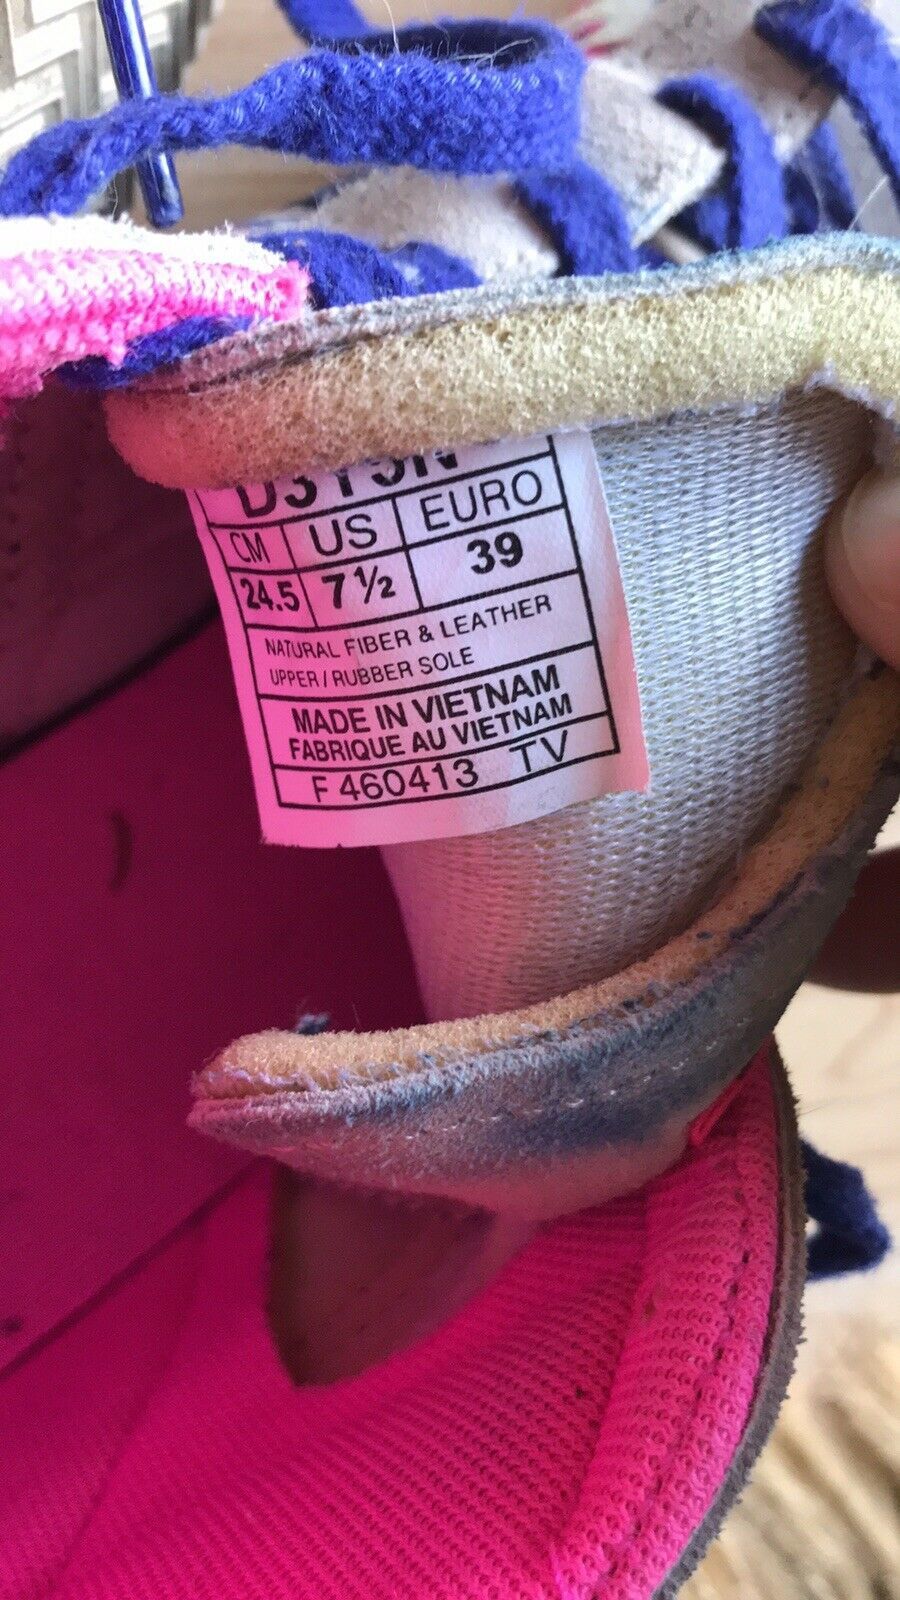 CM US EURO
24.5 7 ½ 39
NATURAL FIBER & LEATHER
UPPER / RUBBER SOLE
MADE IN VIETNAM
FABRIQUE AU VIETNAM
F 460413 TV